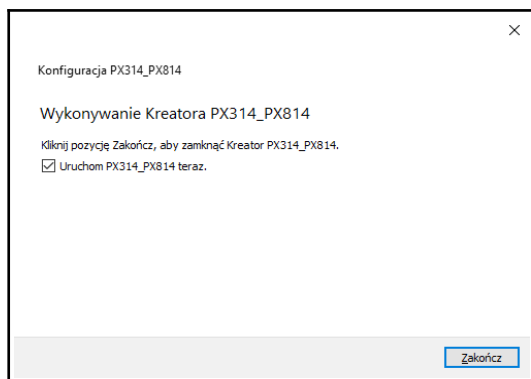 Konfiguracja PX314_PX814
Wykonywanie Kreatora PX314_PX814
Kliknij pozycję Zakończ, aby zamknąć Kreator PX314_PX814.
Uruchom PX314_PX814 teraz.
Zakończ